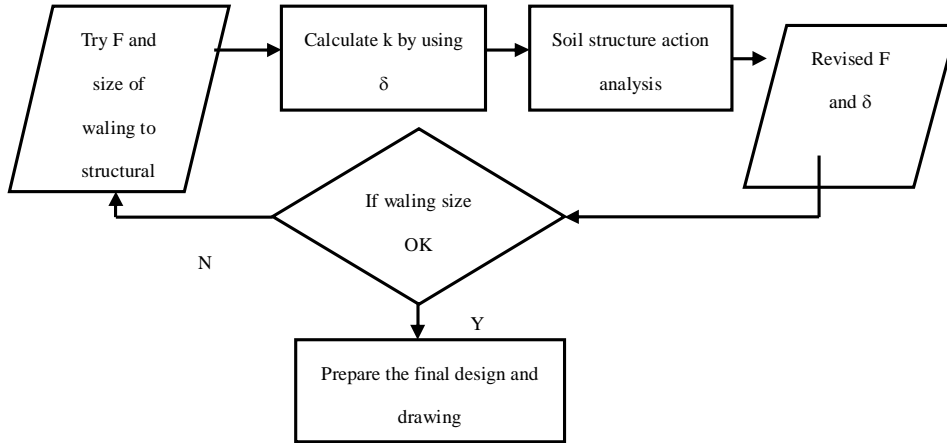 Try F and
size of
waling to
structural
Calculate k by using
δ
Soil structure action
analysis
Revised F
and δ
If waling size
OK
N
Y
Prepare the final design and
drawing